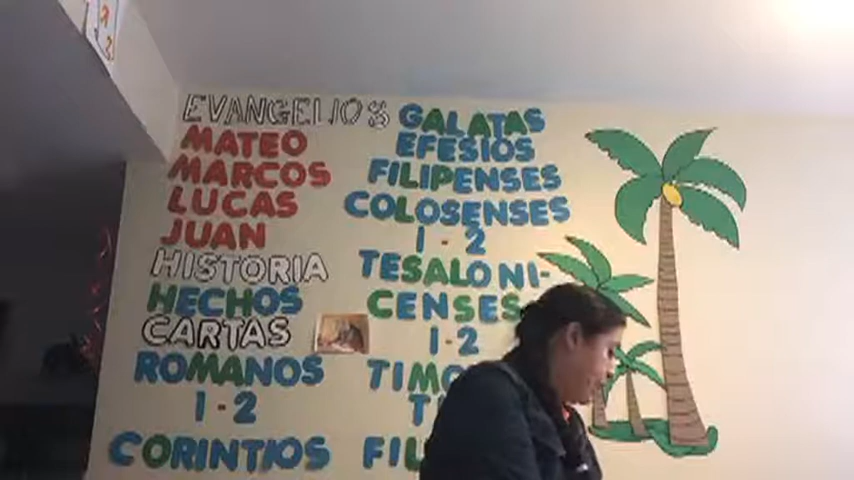 EVANGELIOS
MATEO
MARCOS
LUCAS
JUAN
HISTORIA
HECHOS
CARTAS
ROMANOS
1-2
CORINTIOS
GALATAS
EFESIOS
FILIPENSES
COLOSENSES
1-2
TESALONI-
CENSES
1-2